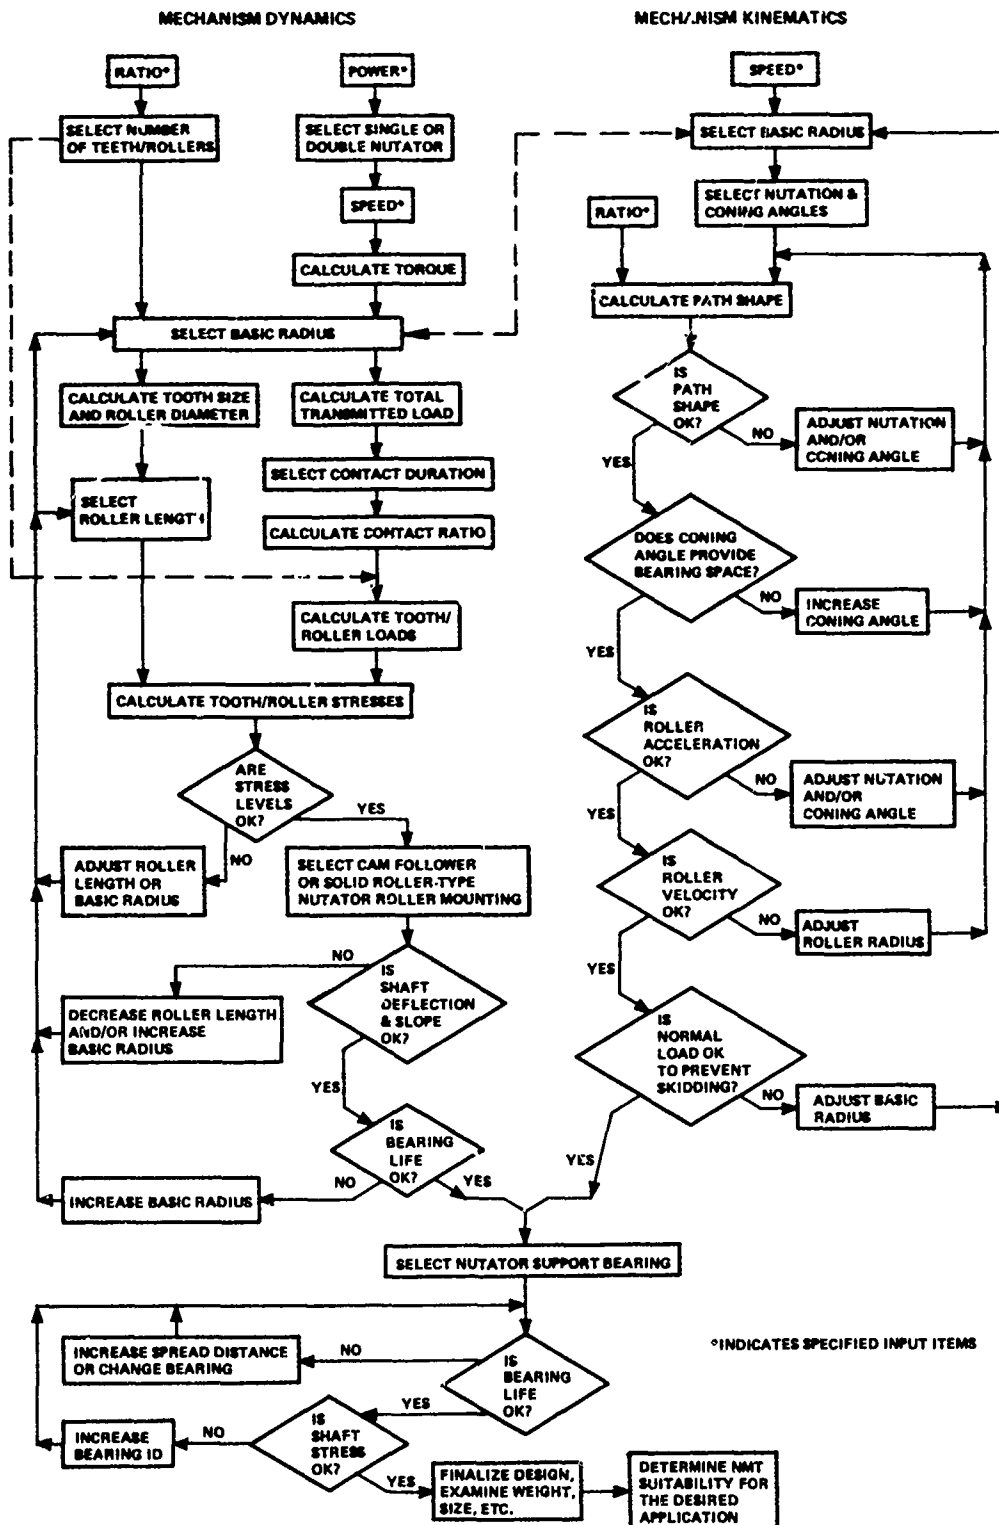 MECHANISM DYNAMICS
RATIO*
SELECT NUMBER
OF TEETH/ROLLERS
POWER*
SELECT SINGLE OR
DOUBLE NUTATOR
SPEED*
CALCULATE TORQUE
SELECT BASIC RADIUS
CALCULATE TOOTH SIZE
AND ROLLER DIAMETER
SELECT
ROLLER LENGTH
CALCULATE TOTAL
TRANSMITTED LOAD
SELECT CONTACT DURATION
CALCULATE CONTACT RATIO
CALCULATE TOOTH/
ROLLER LOADS
CALCULATE TOOTH/ROLLER STRESSES
ARE
STRESS
LEVELS
OK?
YES
NO
ADJUST ROLLER
LENGTH OR
BASIC RADIUS
SELECT CAM FOLLOWER
OR SOLID ROLLER-TYPE
NUTATOR ROLLER MOUNTING
NO
IS
SHAFT
DEFLECTION
& SLOPE
OK?
DECREASE ROLLER LENGTH
AND/OR INCREASE
BASIC RADIUS
YES
IS
BEARING
LIFE
OK?
NO
YES
INCREASE BASIC RADIUS
MECHANISM KINEMATICS
SPEED*
SELECT BASIC RADIUS
SELECT NUTATION &
CONING ANGLES
RATIO*
CALCULATE PATH SHAPE
IS
PATH
SHAPE
OK?
NO
ADJUST NUTATION
AND/OR
CONING ANGLE
YES
DOES CONING
ANGLE PROVIDE
BEARING SPACE?
NO
INCREASE
CONING ANGLE
YES
IS
ROLLER
ACCELERATION
OK?
NO
ADJUST NUTATION
AND/OR
CONING ANGLE
YES
IS
ROLLER
VELOCITY
OK?
NO
ADJUST
ROLLER RADIUS
YES
IS
NORMAL
LOAD OK
TO PREVENT
SKIDDING?
NO
ADJUST BASIC
RADIUS
YES
SELECT NUTATOR SUPPORT BEARING
INCREASE SPREAD DISTANCE
OR CHANGE BEARING
NO
IS
BEARING
LIFE
OK?
*INDICATES SPECIFIED INPUT ITEMS
YES
IS
SHAFT
STRESS
OK?
NO
INCREASE
BEARING ID
YES
FINALIZE DESIGN,
EXAMINE WEIGHT,
SIZE, ETC.
DETERMINE NMT
SUITABILITY FOR
THE DESIRED
APPLICATION